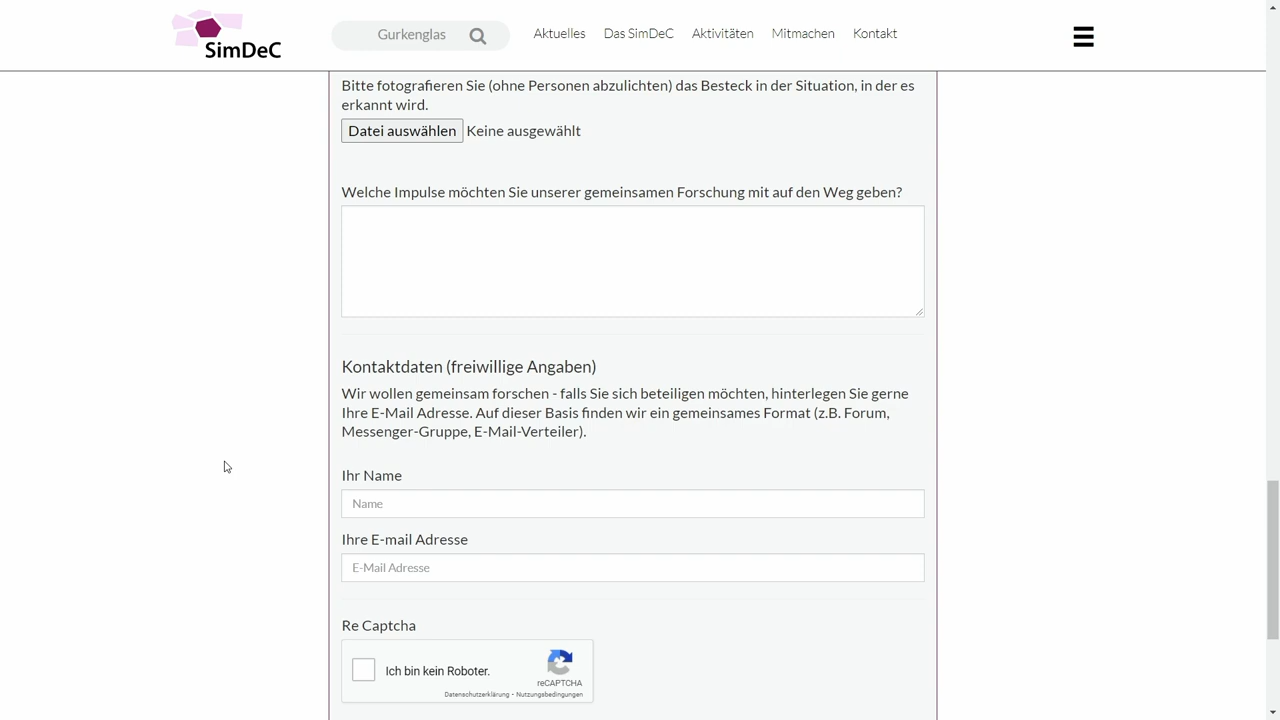 SimDeC
Gurkenglas
Aktuelles
Das SimDeC
Aktivitäten
Mitmachen
Kontakt
Bitte fotografieren Sie (ohne Personen abzulichten) das Besteck in der Situation, in der es
erkannt wird.
Datei auswählen Keine ausgewählt
Welche Impulse möchten Sie unserer gemeinsamen Forschung mit auf den Weg geben?
Kontaktdaten (freiwillige Angaben)
Wir wollen gemeinsam forschen - falls Sie sich beteiligen möchten, hinterlegen Sie gerne
Ihre E-Mail Adresse. Auf dieser Basis finden wir ein gemeinsames Format (z.B. Forum,
Messenger-Gruppe, E-Mail-Verteiler).
Ihr Name
Name
Ihre E-mail Adresse
E-Mail Adresse
Re Captcha
Ich bin kein Roboter.
reCAPTCHA
Datenschutzerklärung - Nutzungsbedingungen